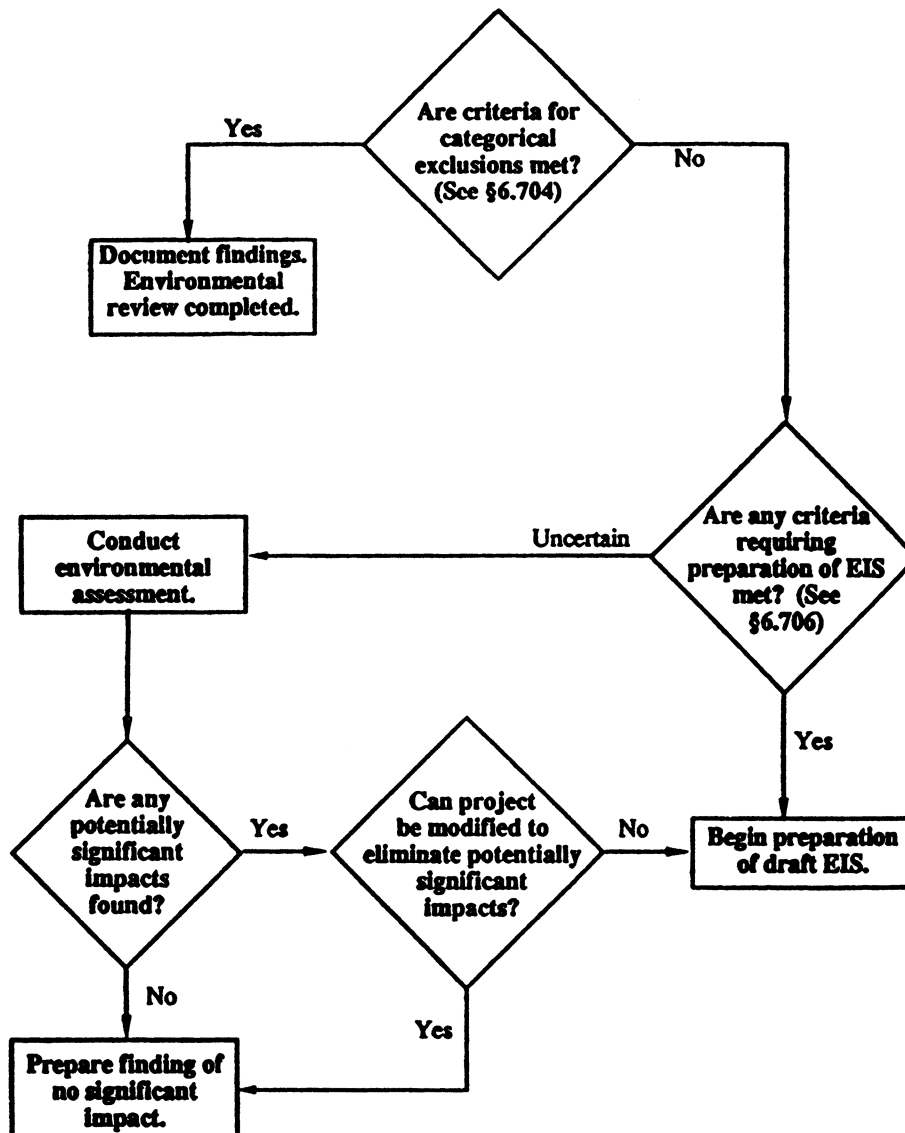 Are criteria for
categorical
exclusions met?
(See §6.704)
Yes
No
Document findings.
Environmental
review completed.
Are any criteria
requiring
preparation of EIS
met? (See
§6.706)
Uncertain
Conduct
environmental
assessment.
Yes
Are any
potentially
significant
impacts
found?
Yes
Can project
be modified to
eliminate potentially
significant
impacts?
No
Begin preparation
of draft EIS.
No
Yes
Prepare finding of
no significant
impact.